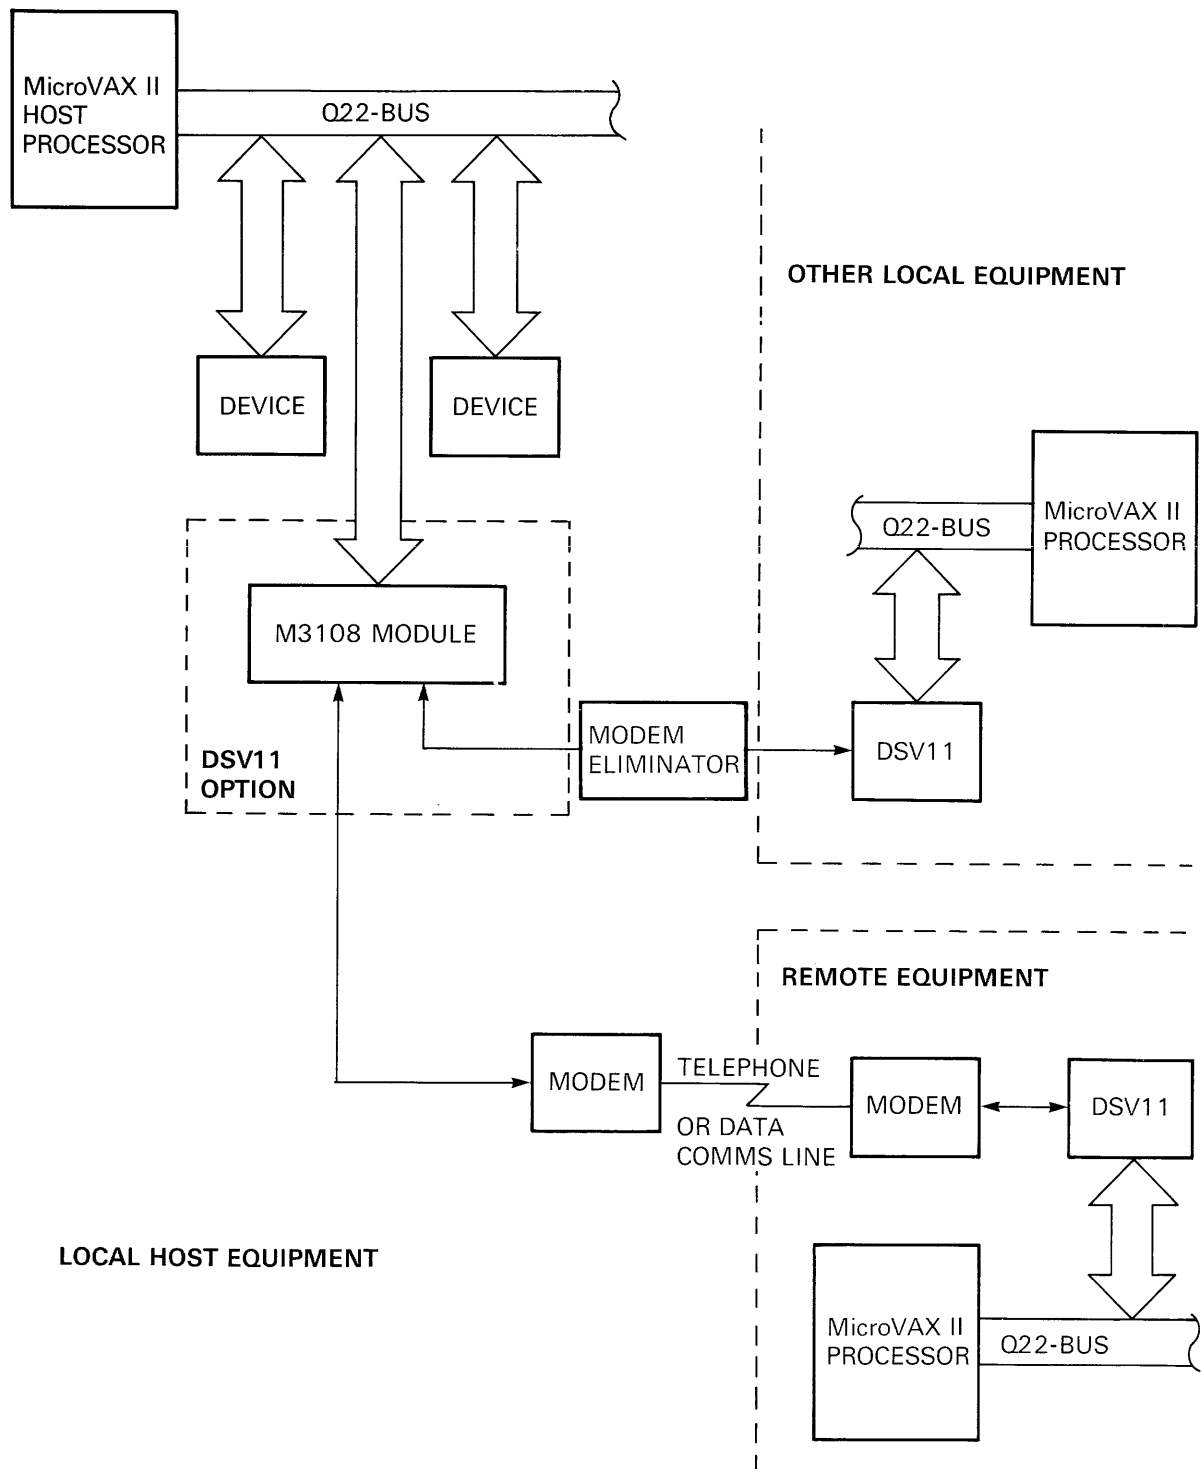 MicroVAX II
HOST
PROCESSOR
Q22-BUS
OTHER LOCAL EQUIPMENT
DEVICE
DEVICE
Q22-BUS
MicroVAX II
PROCESSOR
M3108 MODULE
DSV11
OPTION
MODEM
ELIMINATOR
DSV11
REMOTE EQUIPMENT
MODEM
TELEPHONE
OR DATA
COMMS LINE
MODEM
DSV11
LOCAL HOST EQUIPMENT
MicroVAX II
PROCESSOR
Q22-BUS